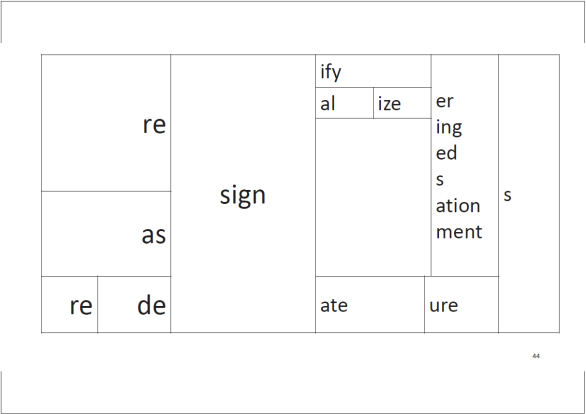 re
as
re de
sign
ify
al ize
ate
er
ing
ed
s
ation
ment
ure
s
44